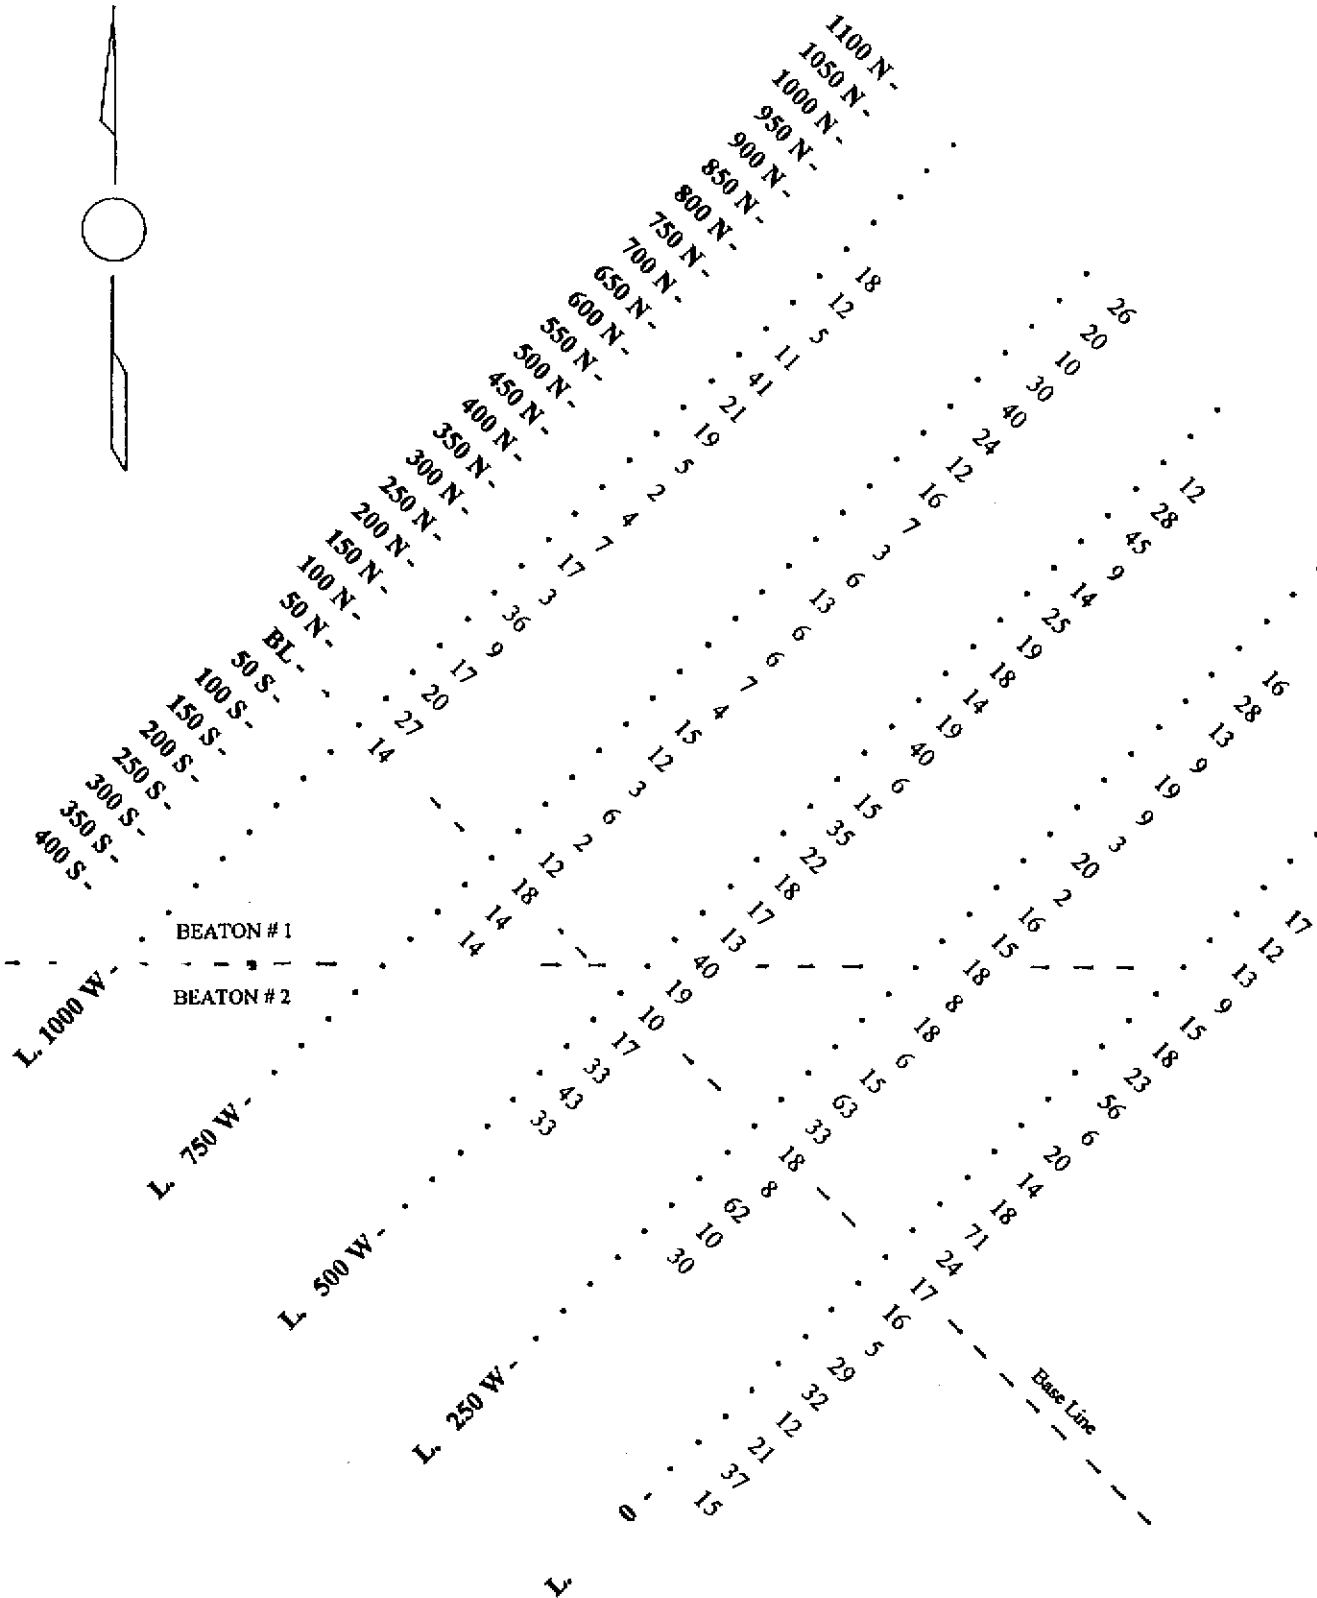 1100 N -
1050 N -
1000 N -
950 N -
900 N -
850 N -
800 N -
750 N -
700 N -
650 N -
600 N -
550 N -
500 N -
450 N -
400 N -
350 N -
300 N -
250 N -
200 N -
150 N -
100 N -
50 N -
BL -
50 S -
100 S -
150 S -
200 S -
250 S -
300 S -
350 S -
400 S -
BEATON # 1
BEATON # 2
L. 1000 W -
14 27 20 17 9 36 3 17 7 4 2 5 19 21 41 11 5 12 18
L. 750 W -
14 14 18 12 2 6 3 12 15 4 7 6 6 13 6 3 7 16 12 24 40 30 10 20 26
L. 500 W -
33 43 33 17 10 19 40 13 17 18 22 35 15 6 40 19 14 18 19 25 14 9 45 28 12
L. 250 W -
30 10 62 8 18 33 63 15 6 18 8 18 15 16 2 20 3 9 19 9 13 28 16
L. 0 -
15 37 21 12 32 29 5 16 17 24 71 18 14 20 6 56 23 18 15 9 13 12 17
Base Line